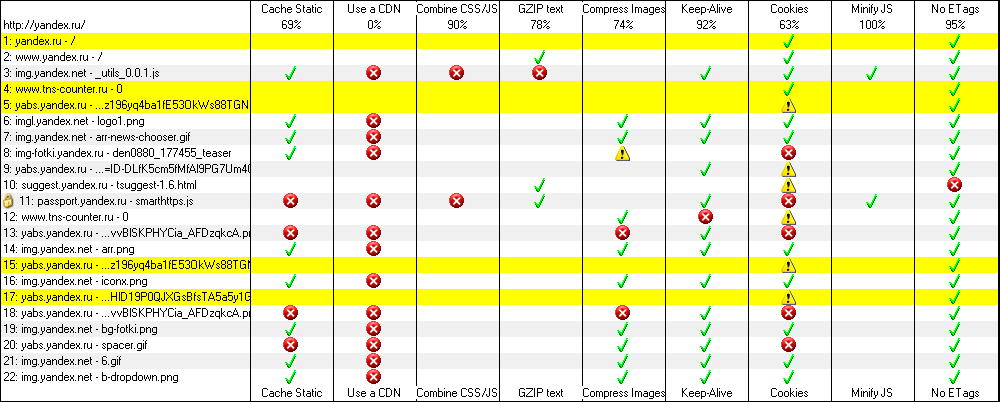 Cache Static Use a CDN Combine CSS/JS GZIP text Compress Images Keep-Alive Cookies Minify JS No ETags
http://yandex.ru/ 69% 0% 90% 78% 74% 92% 63% 100% 95%
1: yandex.ru - /
2: www.yandex.ru - /
3: img.yandex.net - _utils_0.0.1.js
4: www.tns-counter.ru - 0
5: yabs.yandex.ru - ...z196yq4ba1fE53OkWs88TGN
6: imgl.yandex.net - logo1.png
7: img.yandex.net - arr-news-chooser.gif
8: img-fotki.yandex.ru - den0880_177455_teaser
9: yabs.yandex.ru - ...=ID-DLfK5cm5fMfAl9PG7Um40
10: suggest.yandex.ru - tsuggest-1.6.html
11: passport.yandex.ru - smarthttps.js
12: www.tns-counter.ru - 0
13: yabs.yandex.ru - ...vvBISKPHYCia_AFDzqkcA.pn
14: img.yandex.net - arr.png
15: yabs.yandex.ru - ...z196yq4ba1fE53OkWs88TGN
16: img.yandex.net - iconx.png
17: yabs.yandex.ru - ...HID19P0QJXGsBfsTA5a5y1G
18: yabs.yandex.ru - ...vvBISKPHYCia_AFDzqkcA.pn
19: img.yandex.net - bg-fotki.png
20: yabs.yandex.ru - spacer.gif
21: img.yandex.net - 6.gif
22: img.yandex.net - b-dropdown.png
Cache Static Use a CDN Combine CSS/JS GZIP text Compress Images Keep-Alive Cookies Minify JS No ETags